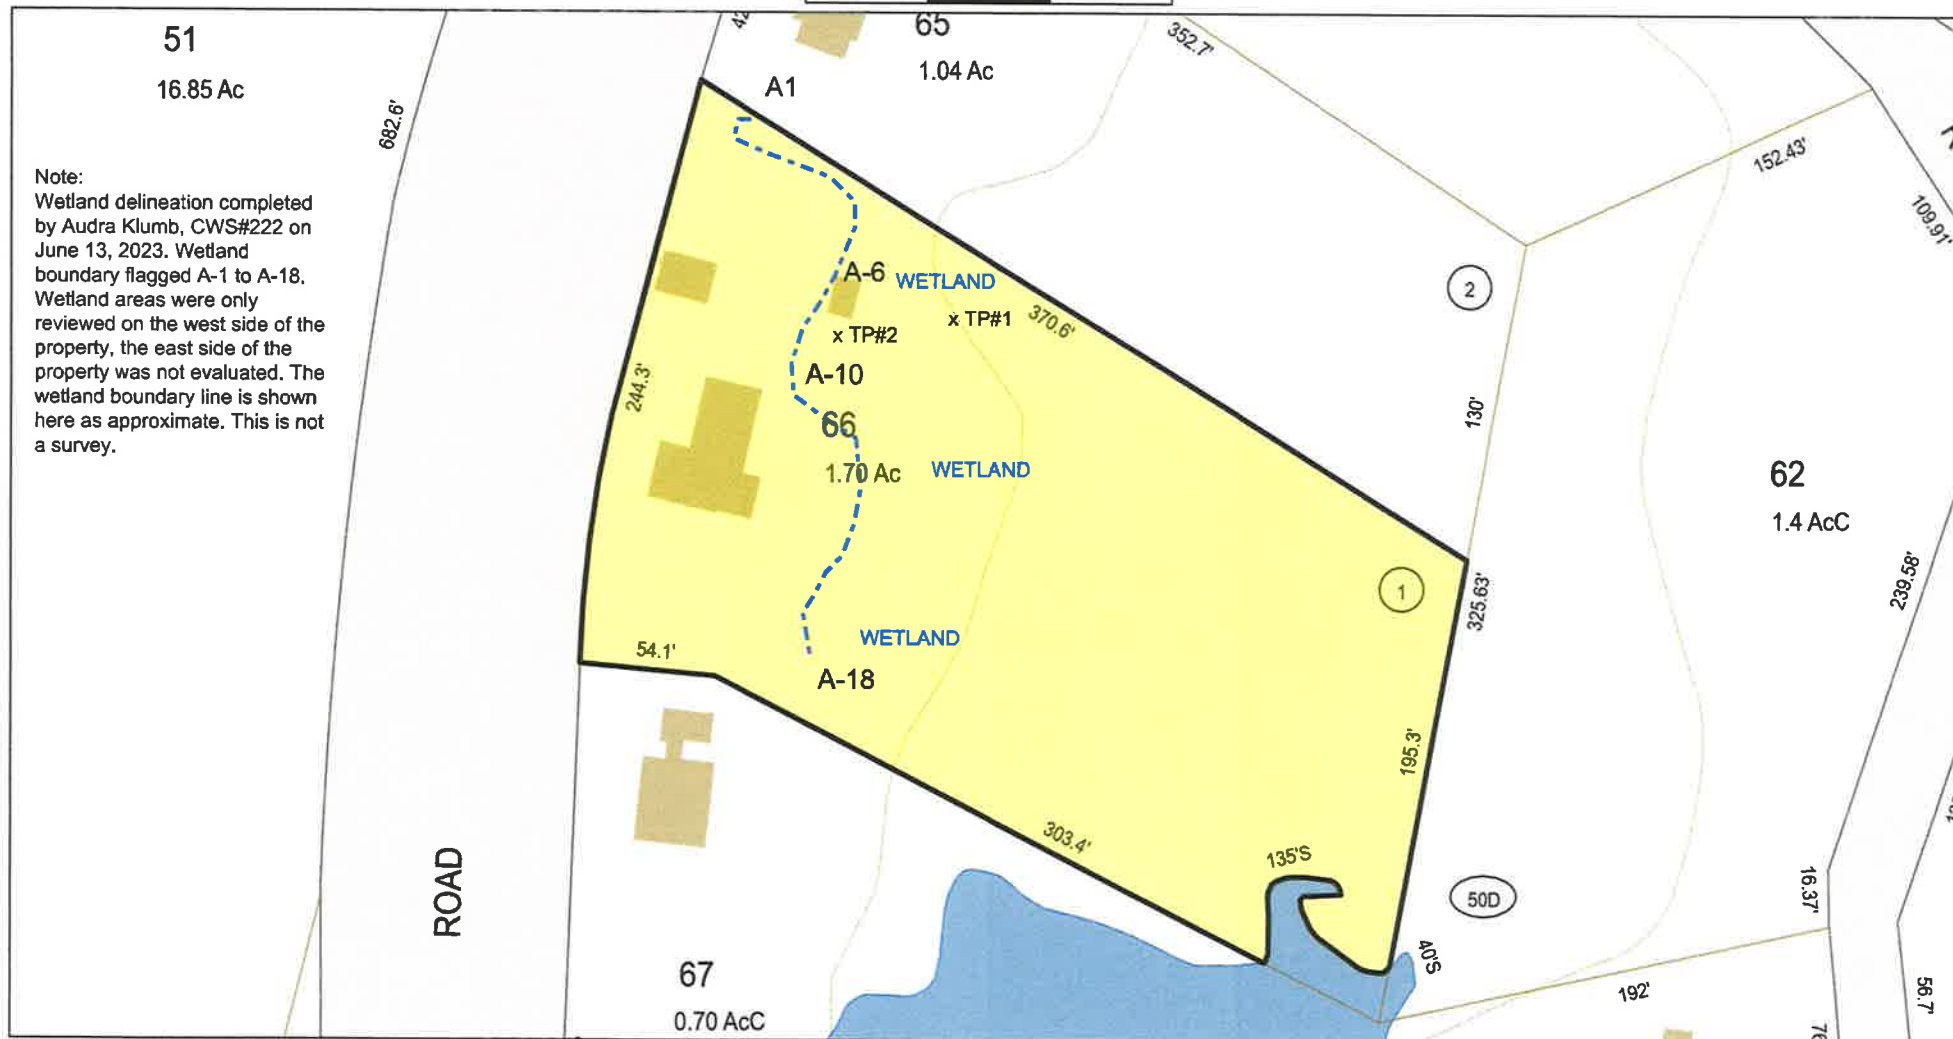 51
16.85 Ac
682.6'
Note:
Wetland delineation completed
by Audra Klumb, CWS#222 on
June 13, 2023. Wetland
boundary flagged A-1 to A-18.
Wetland areas were only
reviewed on the west side of the
property, the east side of the
property was not evaluated. The
wetland boundary line is shown
here as approximate. This is not
a survey.
ROAD
65
1.04 Ac
A1
352.7'
152.43'
109.91'
A-6
WETLAND
x TP#1
x TP#2
370.6'
2
A-10
244.3'
66
1.70 Ac
WETLAND
130'
62
1.4 AcC
239.58'
1
325.63'
WETLAND
54.1'
A-18
195.3'
303.4'
135'S
50D
16.37'
40'S
192'
56.7'
67
0.70 AcC